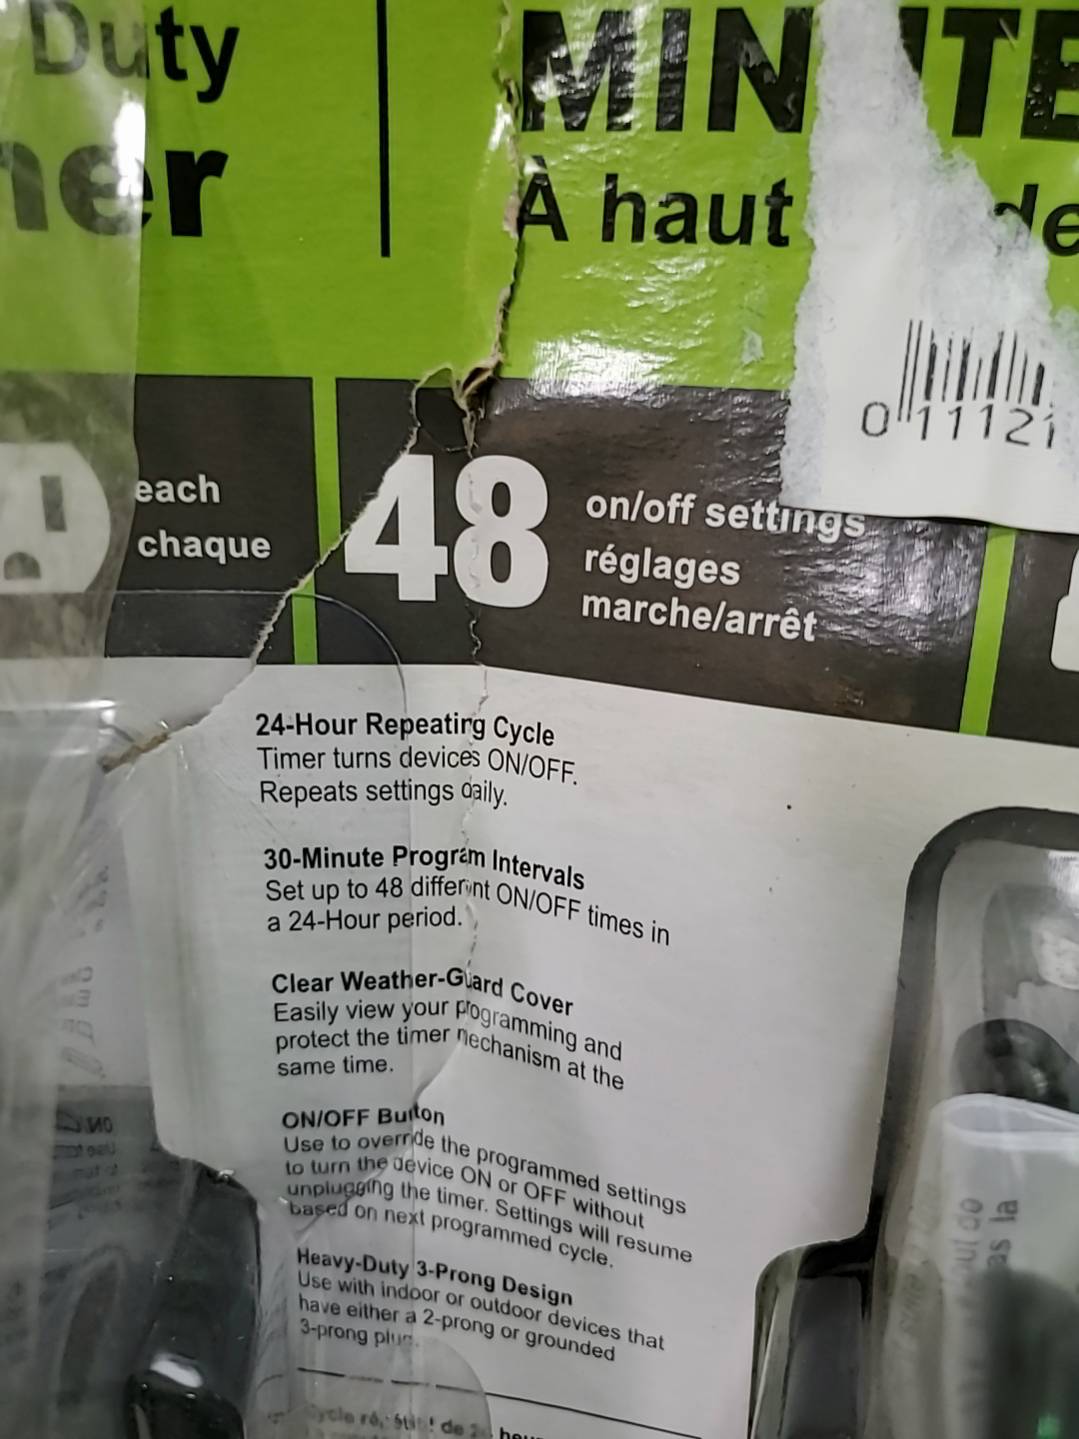 Duty
MIN TE
À haut de
0 11121
each
chaque
48
on/off settings
réglages
marche/arrêt
24-Hour Repeating Cycle
Timer turns devices ON/OFF.
Repeats settings daily.
30-Minute Program Intervals
Set up to 48 different ON/OFF times in
a 24-Hour period.
Clear Weather-Guard Cover
Easily view your programming and
protect the timer mechanism at the
same time.
ON/OFF Button
Use to override the programmed settings
to turn the device ON or OFF without
unplugging the timer. Settings will resume
based on next programmed cycle.
Heavy-Duty 3-Prong Design
Use with indoor or outdoor devices that
have either a 2-prong or grounded
3-prong plug.
as la